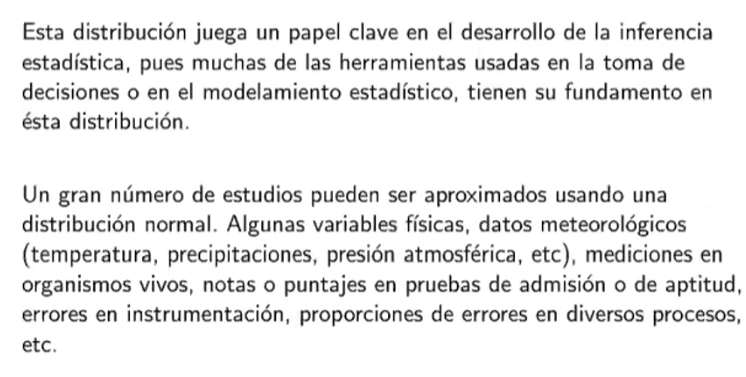 Esta distribución juega un papel clave en el desarrollo de la inferencia
estadística, pues muchas de las herramientas usadas en la toma de
decisiones o en el modelamiento estadístico, tienen su fundamento en
ésta distribución.
Un gran número de estudios pueden ser aproximados usando una
distribución normal. Algunas variables físicas, datos meteorológicos
(temperatura, precipitaciones, presión atmosférica, etc), mediciones en
organismos vivos, notas o puntajes en pruebas de admisión o de aptitud,
errores en instrumentación, proporciones de errores en diversos procesos,
etc.